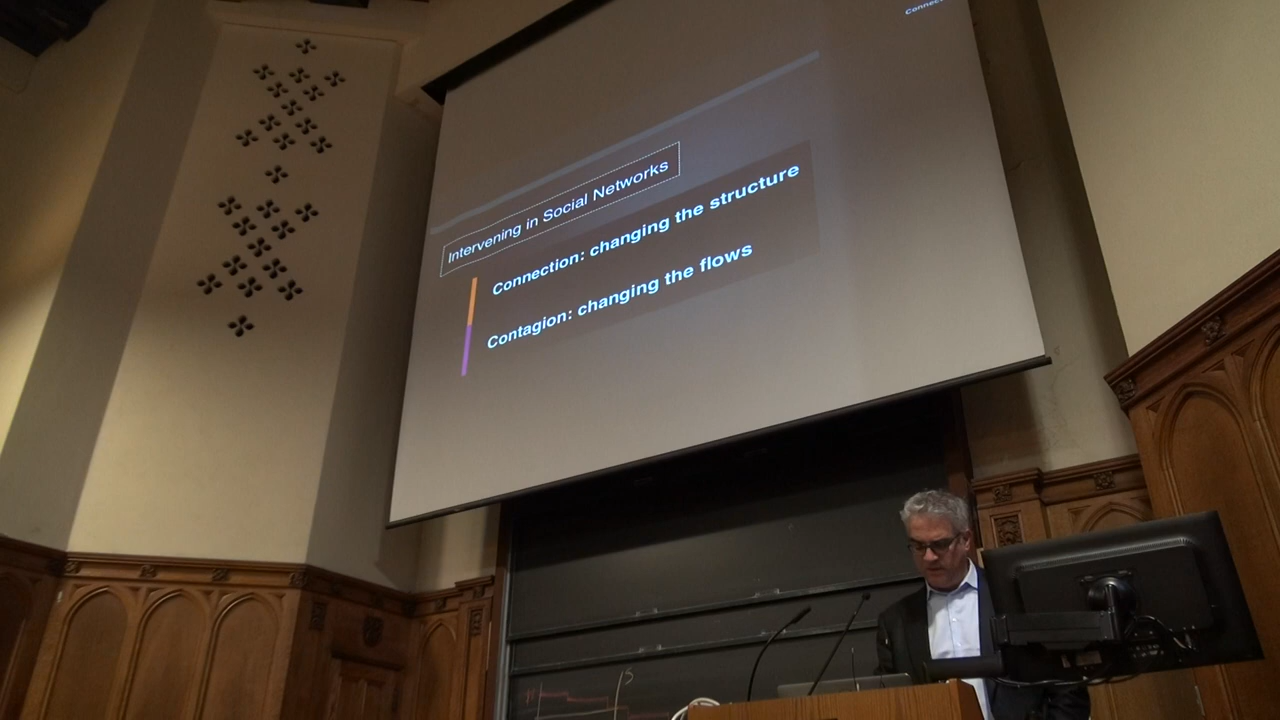 Intervening in Social Networks
Connection: changing the structure
Contagion: changing the flows